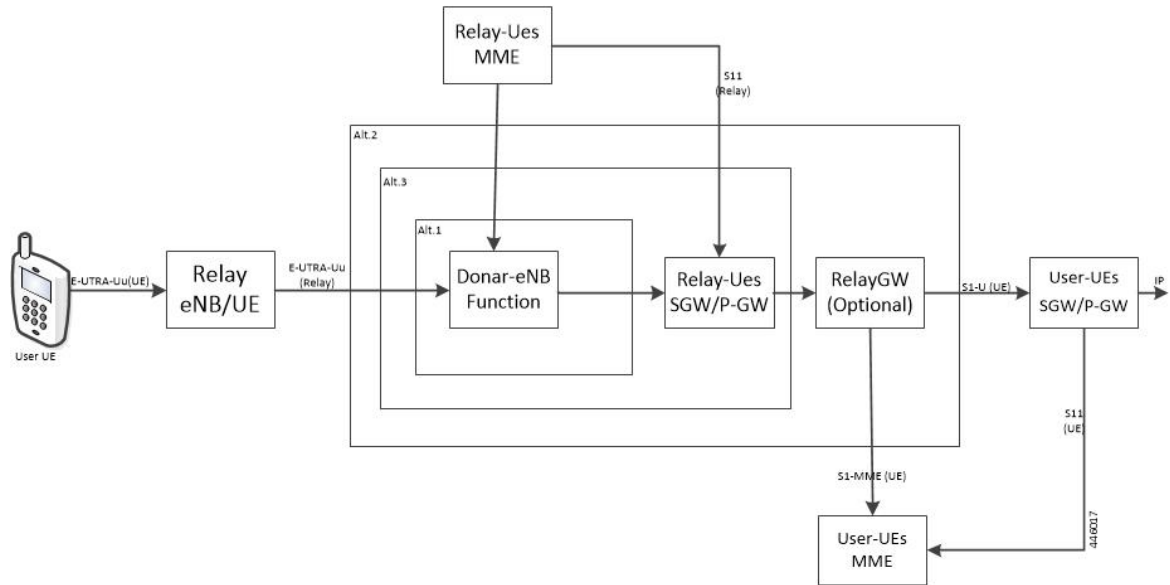 Relay-Ues
MME
S11
(Relay)
Alt.2
Alt.3
Alt.1
E-UTRA-Uu(UE)
Relay
eNB/UE
E-UTRA-Uu
(Relay)
Donar-eNB
Function
Relay-Ues
SGW/P-GW
RelayGW
(Optional)
S1-U (UE)
User-UEs
SGW/P-GW
IP
User UE
S11
(UE)
S1-MME (UE)
446017
User-UEs
MME